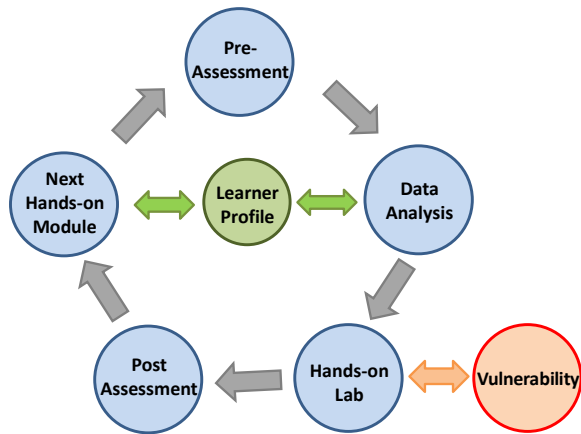 Pre-
Assessment
Next
Hands-on
Module
Learner
Profile
Data
Analysis
Post
Assessment
Hands-on
Lab
Vulnerability